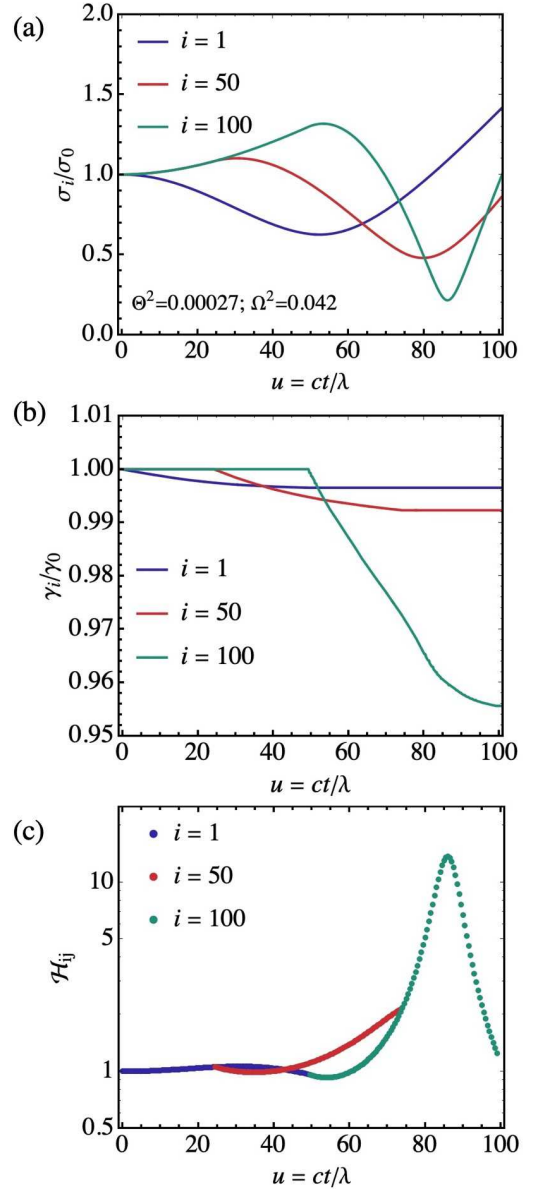 (a)
2.0
1.5
1.0
0.5
0.0
σi/σ0
i = 1
i = 50
i = 100
Θ²=0.00027; Ω²=0.042
0 20 40 60 80 100
u = ct/λ
(b)
1.01
1.00
0.99
0.98
0.97
0.96
0.95
γi/γ0
i = 1
i = 50
i = 100
0 20 40 60 80 100
u = ct/λ
(c)
10
5
1
0.5
ℋij
i = 1
i = 50
i = 100
0 20 40 60 80 100
u = ct/λ